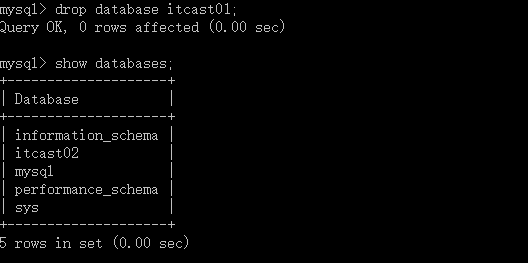 mysql> drop database itcast01;
Query OK, 0 rows affected (0.00 sec)
mysql> show databases;
+--------------------+
| Database           |
+--------------------+
| information_schema |
| itcast02           |
| mysql              |
| performance_schema |
| sys                |
+--------------------+
5 rows in set (0.00 sec)